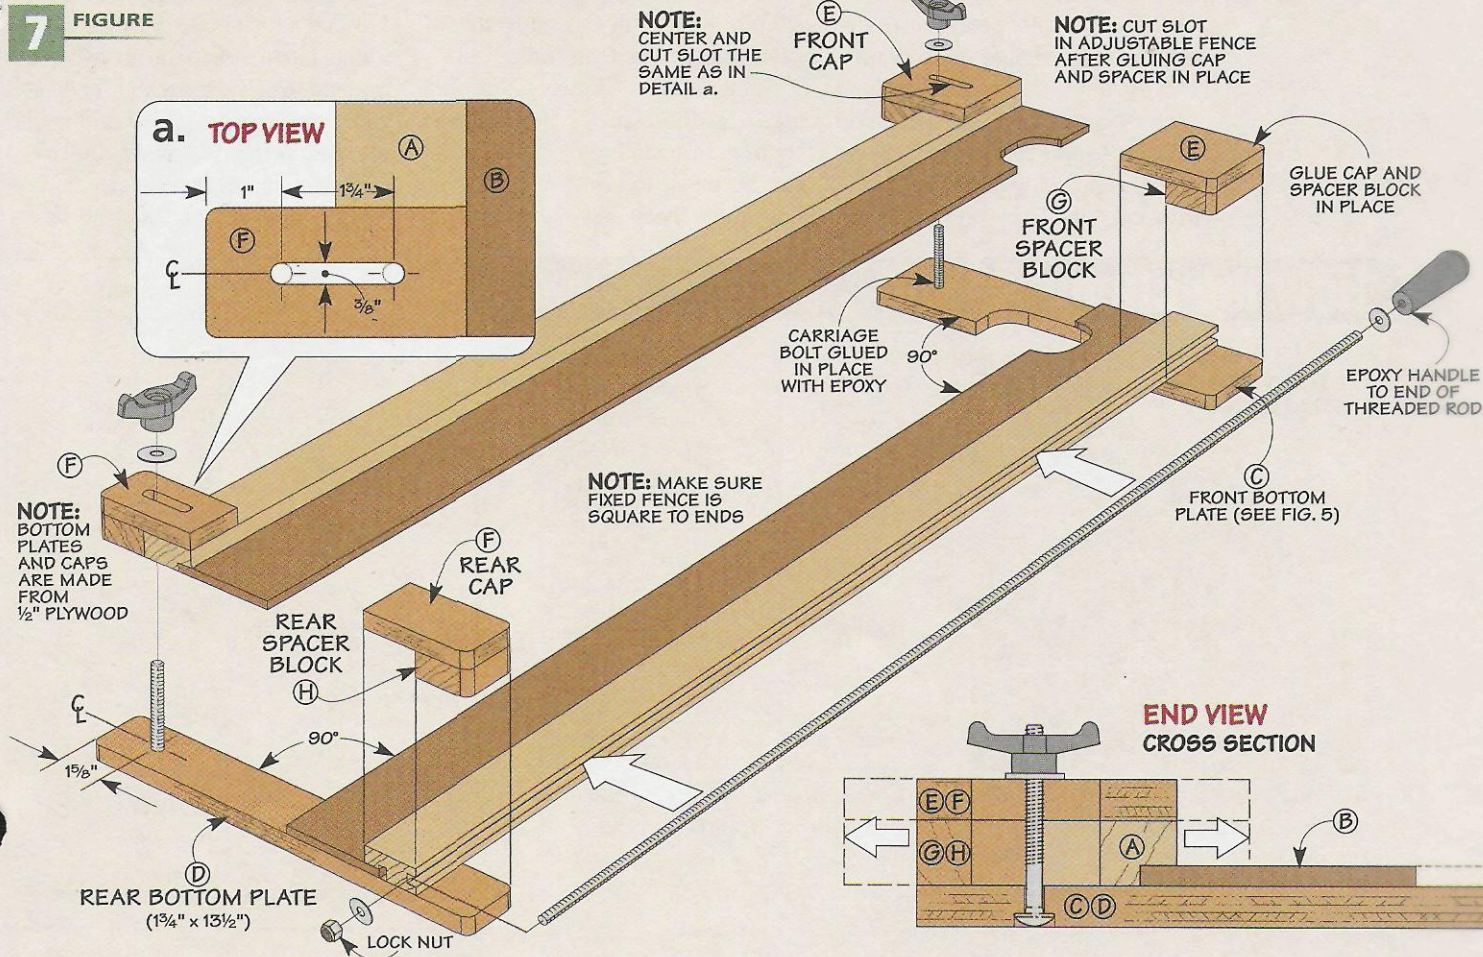 7 FIGURE
NOTE:
CENTER AND
CUT SLOT THE
SAME AS IN
DETAIL a.
E
FRONT
CAP
NOTE: CUT SLOT
IN ADJUSTABLE FENCE
AFTER GLUING CAP
AND SPACER IN PLACE
a. TOP VIEW
A
B
1"
1¾"
F
℄
3/8"
E
GLUE CAP AND
SPACER BLOCK
IN PLACE
G
FRONT
SPACER
BLOCK
CARRIAGE
BOLT GLUED
IN PLACE
WITH EPOXY
90°
EPOXY HANDLE
TO END OF
THREADED ROD
C
FRONT BOTTOM
PLATE (SEE FIG. 5)
F
NOTE:
BOTTOM
PLATES
AND CAPS
ARE MADE
FROM
½" PLYWOOD
NOTE: MAKE SURE
FIXED FENCE IS
SQUARE TO ENDS
F
REAR
CAP
REAR
SPACER
BLOCK
H
℄
90°
1⅝"
D
REAR BOTTOM PLATE
(1¾" x 13½")
LOCK NUT
END VIEW
CROSS SECTION
E F
G H
A
B
C D